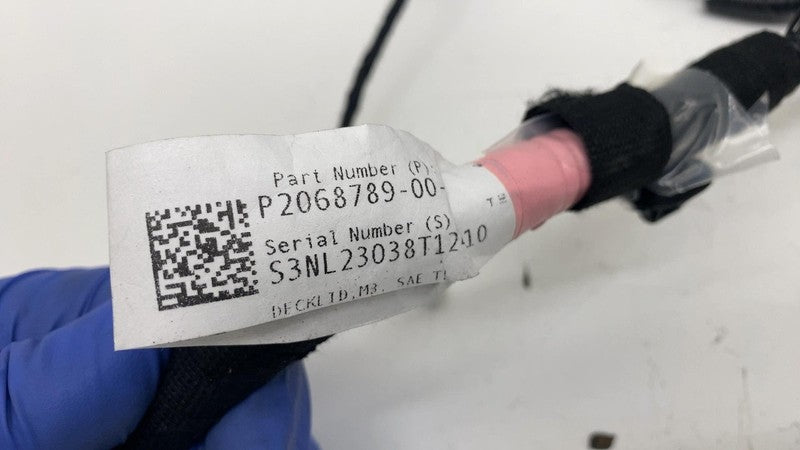 Part Number (P):
P2068789-00-
Serial Number (S)
S3NL23038T1210
DECKLID,M3, SAE